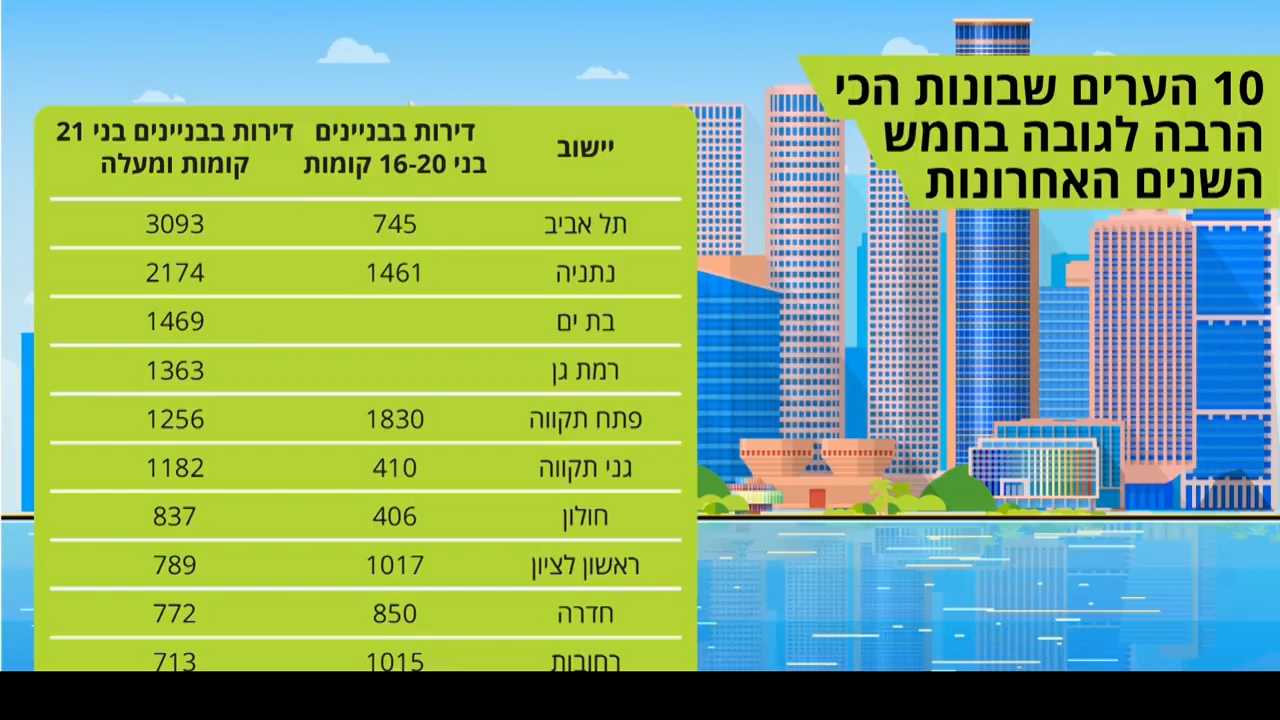 10 הערים שבונות הכי
הרבה לגובה בחמש
השנים האחרונות
יישוב
דירות בבניינים
בני 16-20 קומות
דירות בבניינים בני 21
קומות ומעלה
תל אביב 745 3093
נתניה 1461 2174
בת ים 1469
רמת גן 1363
פתח תקווה 1830 1256
גני תקווה 410 1182
חולון 406 837
ראשון לציון 1017 789
חדרה 850 772
רחובות 1015 713